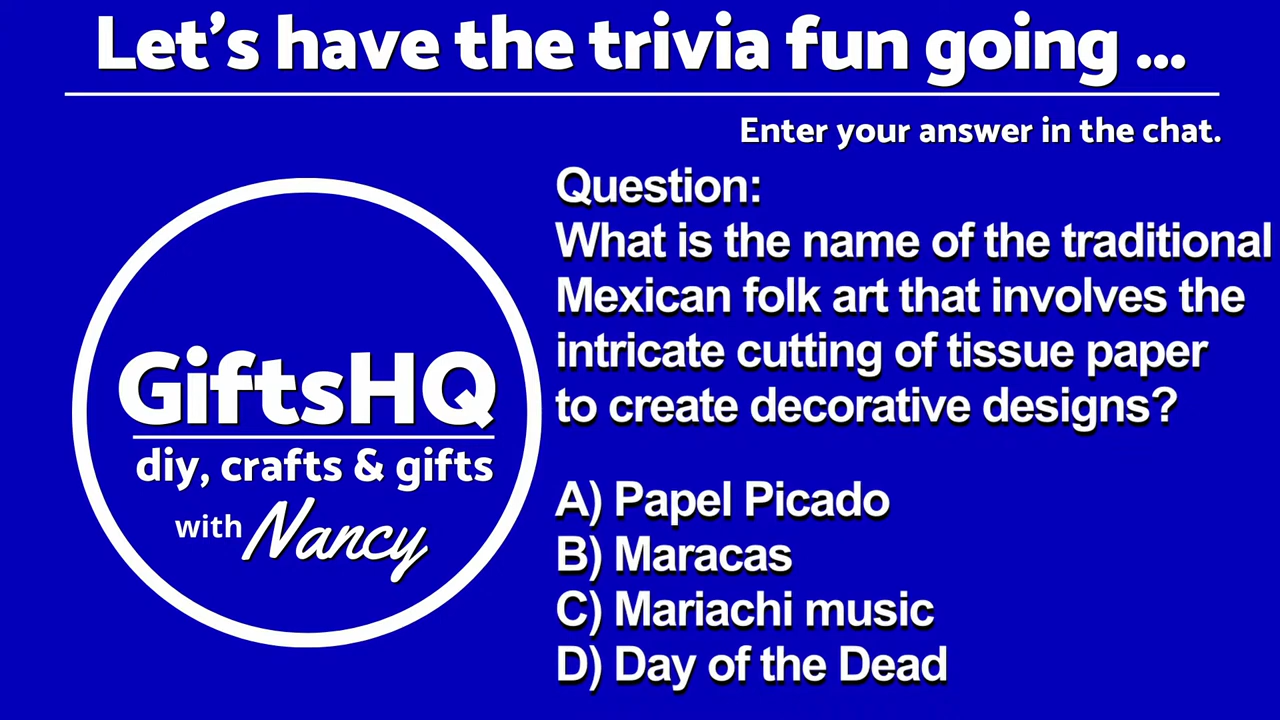 Let's have the trivia fun going ...
Enter your answer in the chat.
GiftsHQ
diy, crafts & gifts
with Nancy
Question:
What is the name of the traditional
Mexican folk art that involves the
intricate cutting of tissue paper
to create decorative designs?
A) Papel Picado
B) Maracas
C) Mariachi music
D) Day of the Dead